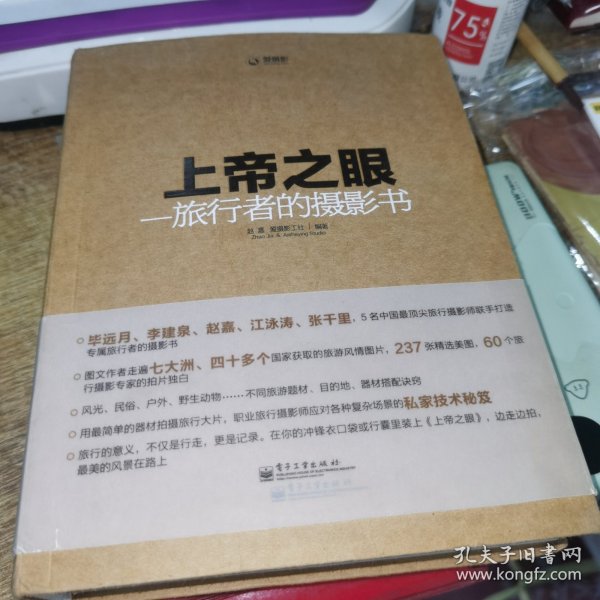 爱摄影
上帝之眼
—旅行者的摄影书
赵嘉 爱摄影工社 | 编著
Zhao Jia & Aisheying Studio
毕远月、李建泉、赵嘉、江泳涛、张千里，5名中国最顶尖旅行摄影师联手打造
专属旅行者的摄影书
图文作者走遍七大洲、四十多个国家获取的旅游风情图片，237张精选美图，60个旅
行摄影专家的拍片独白
风光、民俗、户外、野生动物……不同旅游题材、目的地、器材搭配诀窍
用最简单的器材拍摄旅行大片，职业旅行摄影师应对各种复杂场景的私家技术秘笈
旅行的意义，不仅是行走，更是记录。在你的冲锋衣口袋或行囊里装上《上帝之眼》，边走边拍，
最美的风景在路上
电子工业出版社
PUBLISHING HOUSE OF ELECTRONICS INDUSTRY
75%
孔夫子旧书网
www.kongfz.com